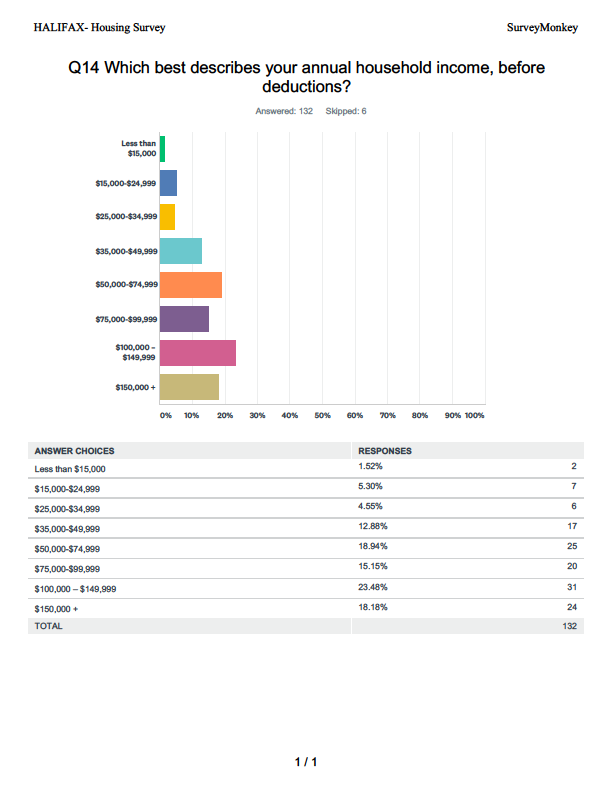 HALIFAX- Housing Survey SurveyMonkey
Q14 Which best describes your annual household income, before
deductions?
Answered: 132 Skipped: 6
Less than
$15,000
$15,000-$24,999
$25,000-$34,999
$35,000-$49,999
$50,000-$74,999
$75,000-$99,999
$100,000 –
$149,999
$150,000 +
0% 10% 20% 30% 40% 50% 60% 70% 80% 90% 100%
ANSWER CHOICES RESPONSES
Less than $15,000 1.52% 2
$15,000-$24,999 5.30% 7
$25,000-$34,999 4.55% 6
$35,000-$49,999 12.88% 17
$50,000-$74,999 18.94% 25
$75,000-$99,999 15.15% 20
$100,000 – $149,999 23.48% 31
$150,000 + 18.18% 24
TOTAL 132
1 / 1